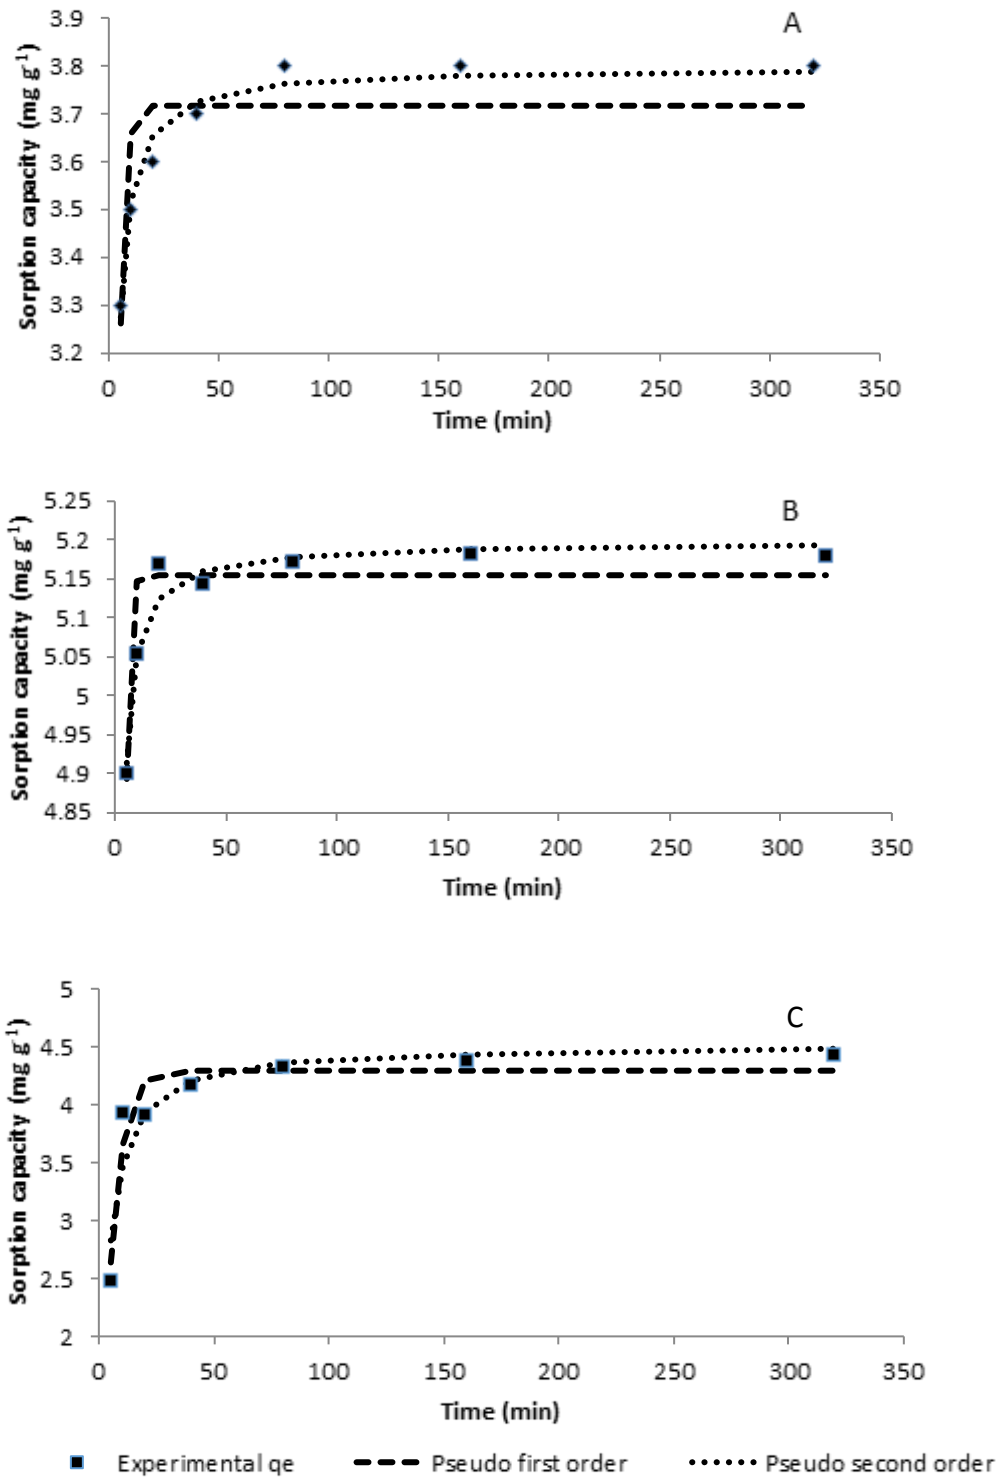 A
Sorption capacity (mg g-1)
3.9
3.8
3.7
3.6
3.5
3.4
3.3
3.2
0 50 100 150 200 250 300 350
Time (min)
B
Sorption capacity (mg g-1)
5.25
5.2
5.15
5.1
5.05
5
4.95
4.9
4.85
0 50 100 150 200 250 300 350
Time (min)
C
Sorption capacity (mg g-1)
5
4.5
4
3.5
3
2.5
2
0 50 100 150 200 250 300 350
Time (min)
Experimental qe Pseudo first order Pseudo second order